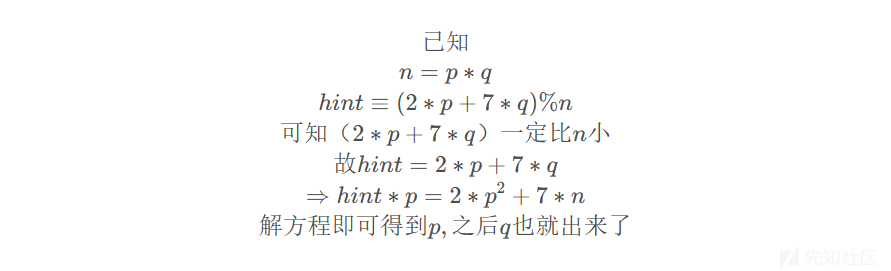 已知
n = p * q
hint ≡ (2 * p + 7 * q)%n
可知（2 * p + 7 * q）一定比n小
故hint = 2 * p + 7 * q
⇒ hint * p = 2 * p² + 7 * n
解方程即可得到p,之后q也就出来了
先知社区